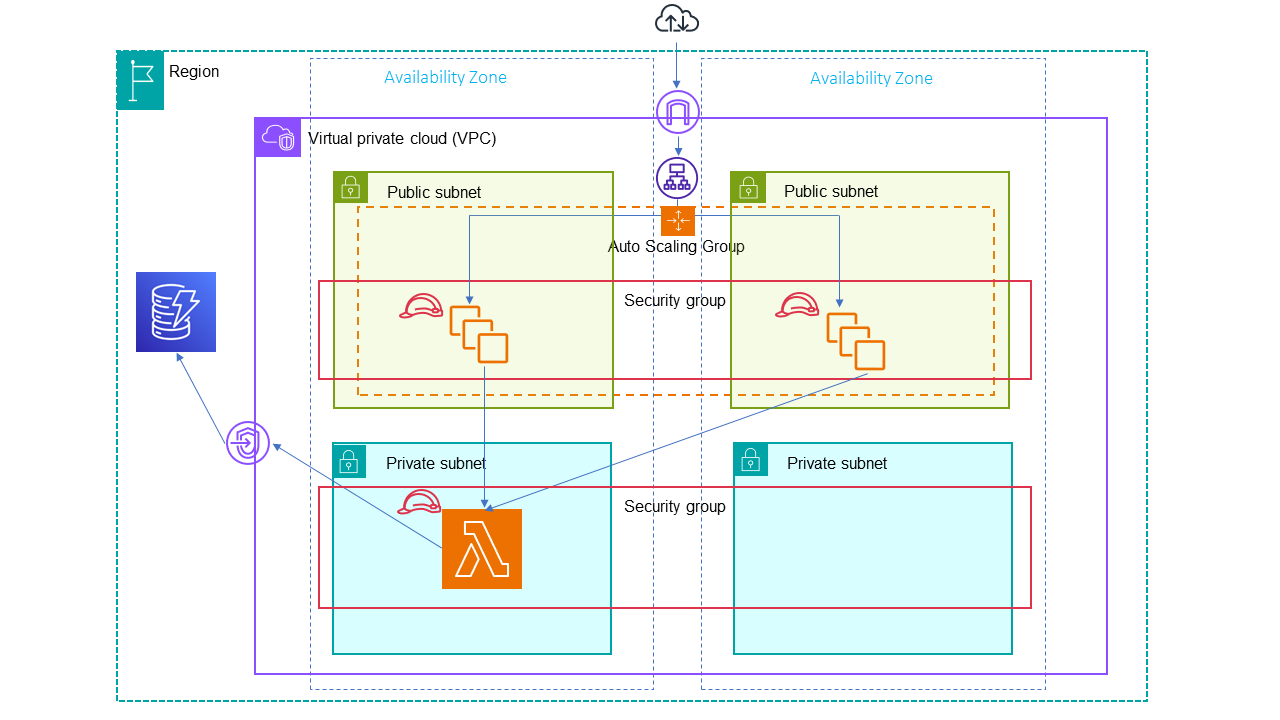 Region
Availability Zone
Availability Zone
Virtual private cloud (VPC)
Public subnet
Public subnet
Auto Scaling Group
Security group
Private subnet
Private subnet
Security group